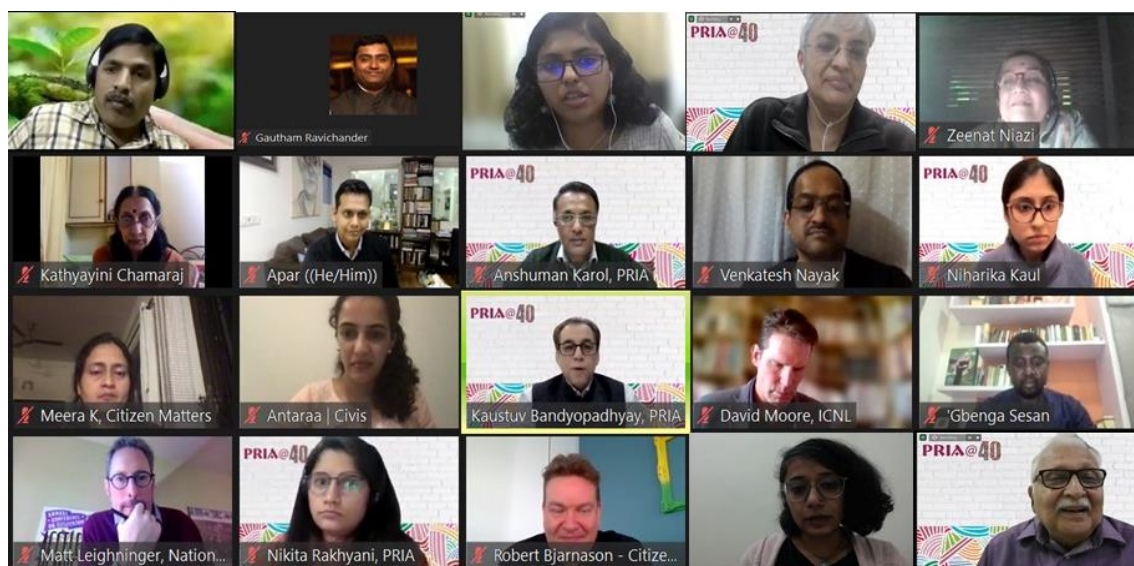 PRIA@40
Gautham Ravichander
Zeenat Niazi
Kathyayini Chamaraj
Apar ((He/Him))
PRIA@40
Anshuman Karol, PRIA
Venkatesh Nayak
PRIA@40
Niharika Kaul
Meera K, Citizen Matters
Antaraa | Civis
PRIA@40
Kaustuv Bandyopadhyay, PRIA
David Moore, ICNL
'Gbenga Sesan
Matt Leighninger, Nation...
PRIA@40
Nikita Rakhyani, PRIA
Robert Bjarnason - Citize...
PRIA@40